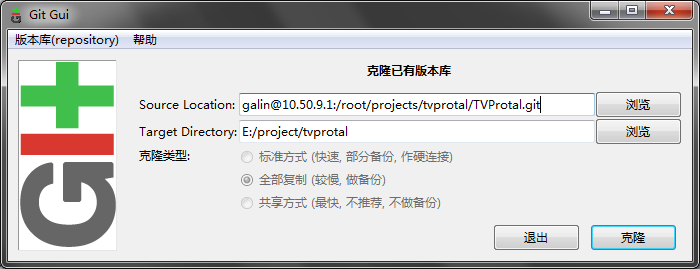 Git Gui
版本库(repository) 帮助
克隆已有版本库
Source Location: galin@10.50.9.1:/root/projects/tvprotal/TVProtal.git 浏览
Target Directory: E:/project/tvprotal 浏览
克隆类型: 标准方式 (快速, 部分备份, 作硬连接)
全部复制 (较慢, 做备份)
共享方式 (最快, 不推荐, 不做备份)
退出 克隆